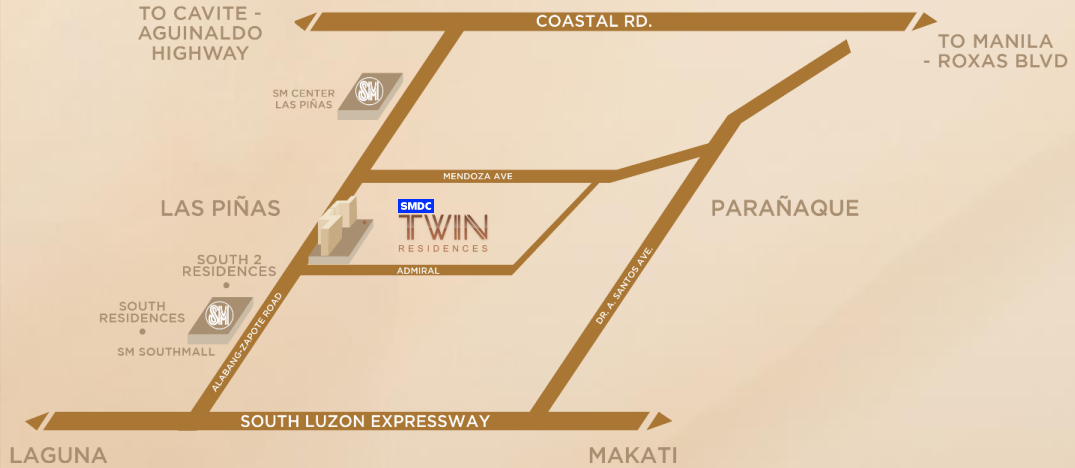 TO CAVITE -
AGUINALDO
HIGHWAY
COASTAL RD.
TO MANILA
- ROXAS BLVD
SM
SM CENTER
LAS PIÑAS
MENDOZA AVE
LAS PIÑAS
SMDC
TWIN
RESIDENCES
PARAÑAQUE
ADMIRAL
SOUTH 2
RESIDENCES
SOUTH
RESIDENCES
SM
SM SOUTHMALL
ALABANG-ZAPOTE ROAD
DR. A. SANTOS AVE.
SOUTH LUZON EXPRESSWAY
LAGUNA
MAKATI